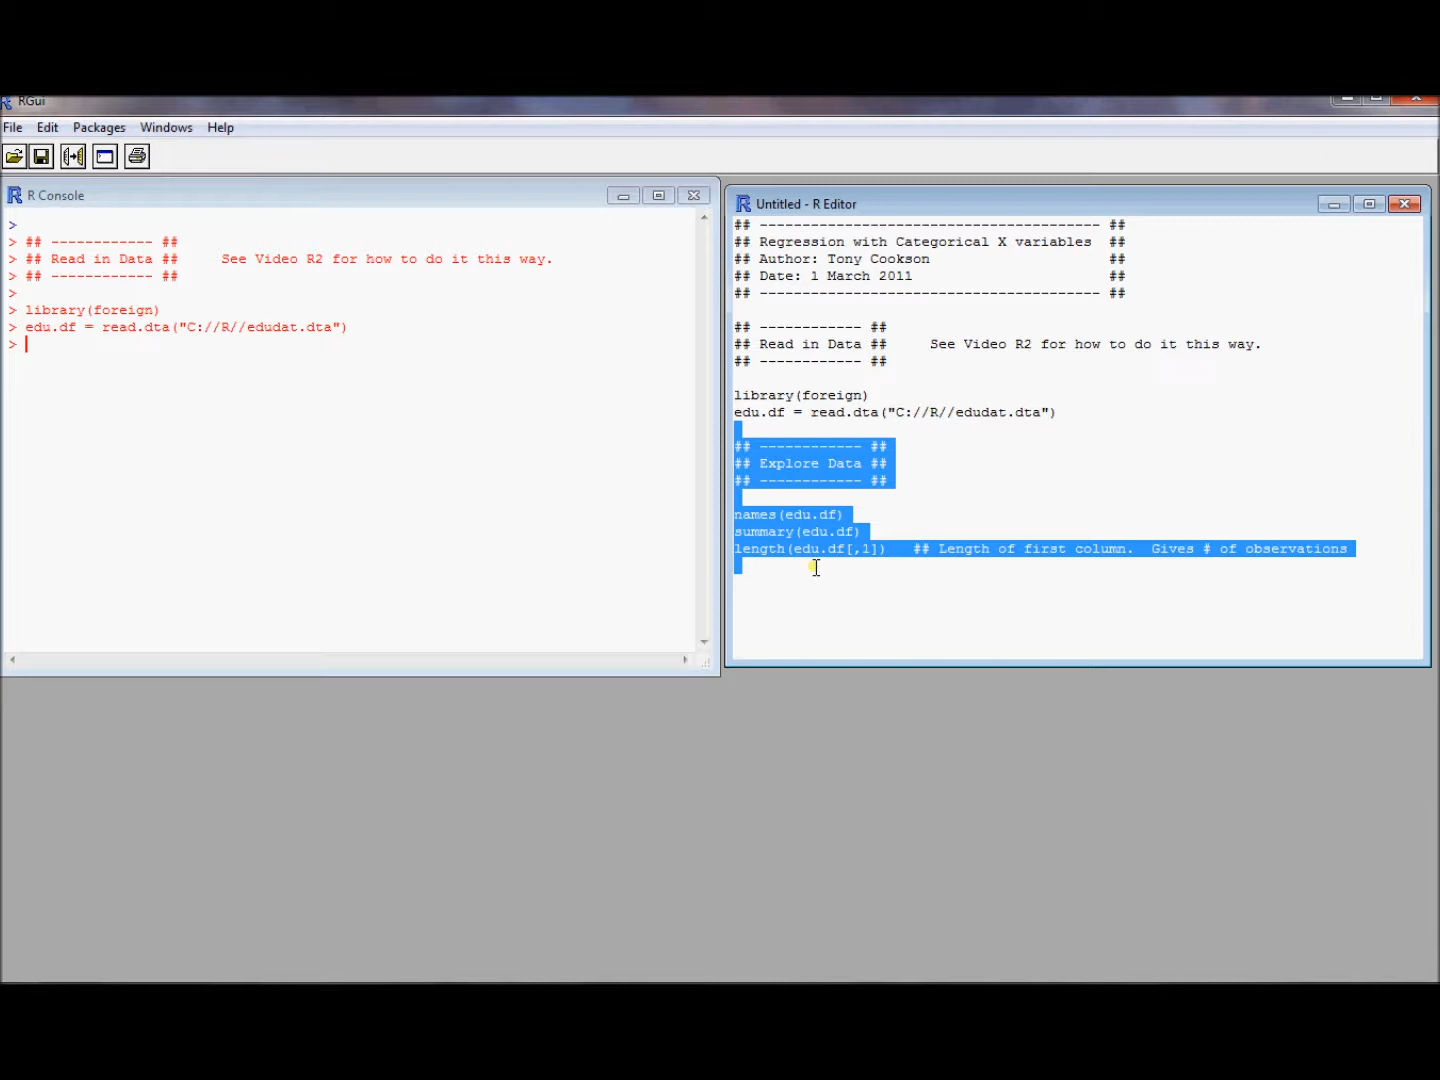 RGui
File Edit Packages Windows Help
R Console
>
> ## ------------ ##
> ## Read in Data ##     See Video R2 for how to do it this way.
> ## ------------ ##
>
> library(foreign)
> edu.df = read.dta("C://R//edudat.dta")
>
Untitled - R Editor
## ---------------------------------------- ##
## Regression with Categorical X variables  ##
## Author: Tony Cookson                     ##
## Date: 1 March 2011                       ##
## ---------------------------------------- ##
## ------------ ##
## Read in Data ##     See Video R2 for how to do it this way.
## ------------ ##
library(foreign)
edu.df = read.dta("C://R//edudat.dta")
## ------------ ##
## Explore Data ##
## ------------ ##
names(edu.df)
summary(edu.df)
length(edu.df[,1])   ## Length of first column.  Gives # of observations